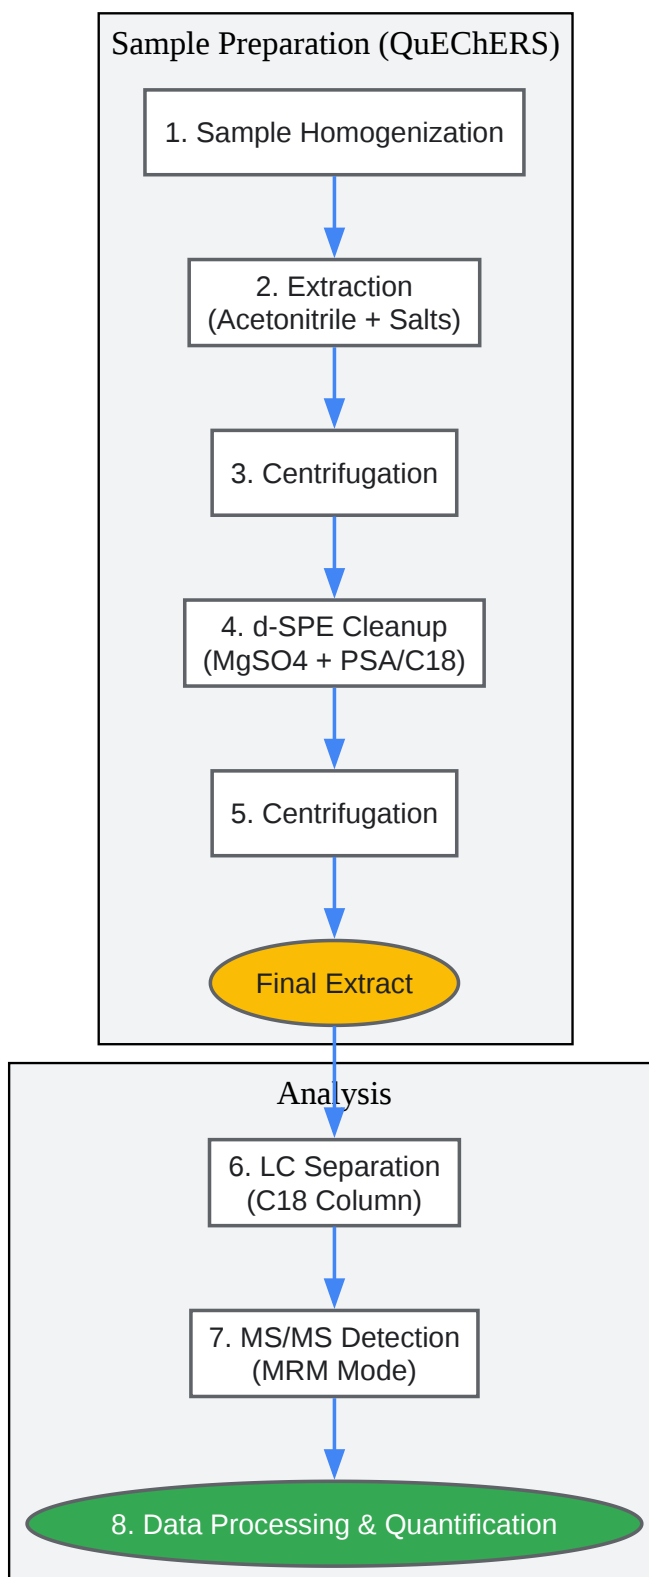 Sample Preparation (QuEChERS)
1. Sample Homogenization
2. Extraction
(Acetonitrile + Salts)
3. Centrifugation
4. d-SPE Cleanup
(MgSO4 + PSA/C18)
5. Centrifugation
Final Extract
Analysis
6. LC Separation
(C18 Column)
7. MS/MS Detection
(MRM Mode)
8. Data Processing & Quantification